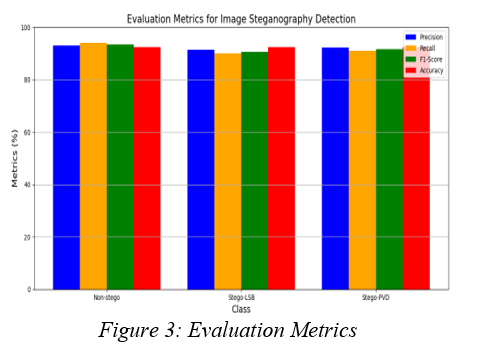 Evaluation Metrics for Image Steganography Detection
100
80
60
40
20
0
Metrics (%)
Precision
Recall
F1-Score
Accuracy
Non-stego
Stego-LSB
Stego-PVD
Class
Figure 3: Evaluation Metrics